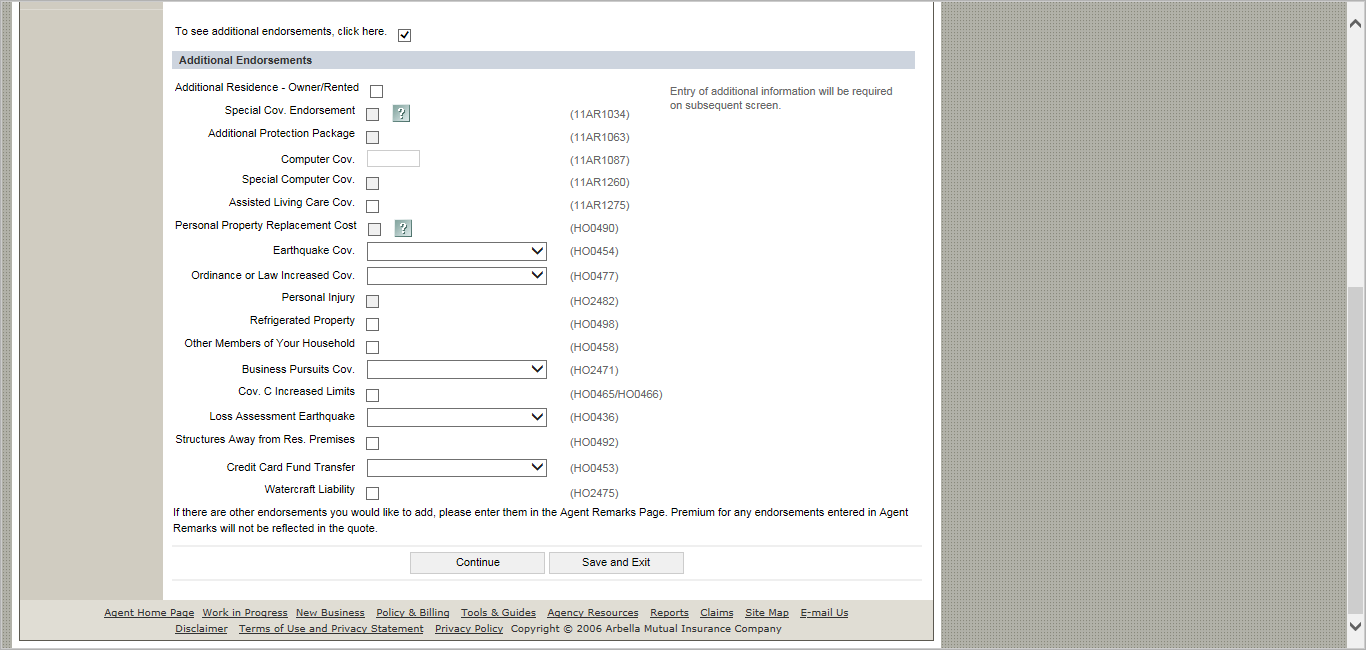 To see additional endorsements, click here.
Additional Endorsements
Additional Residence - Owner/Rented
Entry of additional information will be required
on subsequent screen.
Special Cov. Endorsement ? (11AR1034)
Additional Protection Package (11AR1063)
Computer Cov. (11AR1087)
Special Computer Cov. (11AR1260)
Assisted Living Care Cov. (11AR1275)
Personal Property Replacement Cost ? (HO0490)
Earthquake Cov. (HO0454)
Ordinance or Law Increased Cov. (HO0477)
Personal Injury (HO2482)
Refrigerated Property (HO0498)
Other Members of Your Household (HO0458)
Business Pursuits Cov. (HO2471)
Cov. C Increased Limits (HO0465/HO0466)
Loss Assessment Earthquake (HO0436)
Structures Away from Res. Premises (HO0492)
Credit Card Fund Transfer (HO0453)
Watercraft Liability (HO2475)
If there are other endorsements you would like to add, please enter them in the Agent Remarks Page. Premium for any endorsements entered in Agent
Remarks will not be reflected in the quote.
Continue Save and Exit
Agent Home Page Work in Progress New Business Policy & Billing Tools & Guides Agency Resources Reports Claims Site Map E-mail Us
Disclaimer Terms of Use and Privacy Statement Privacy Policy Copyright © 2006 Arbella Mutual Insurance Company